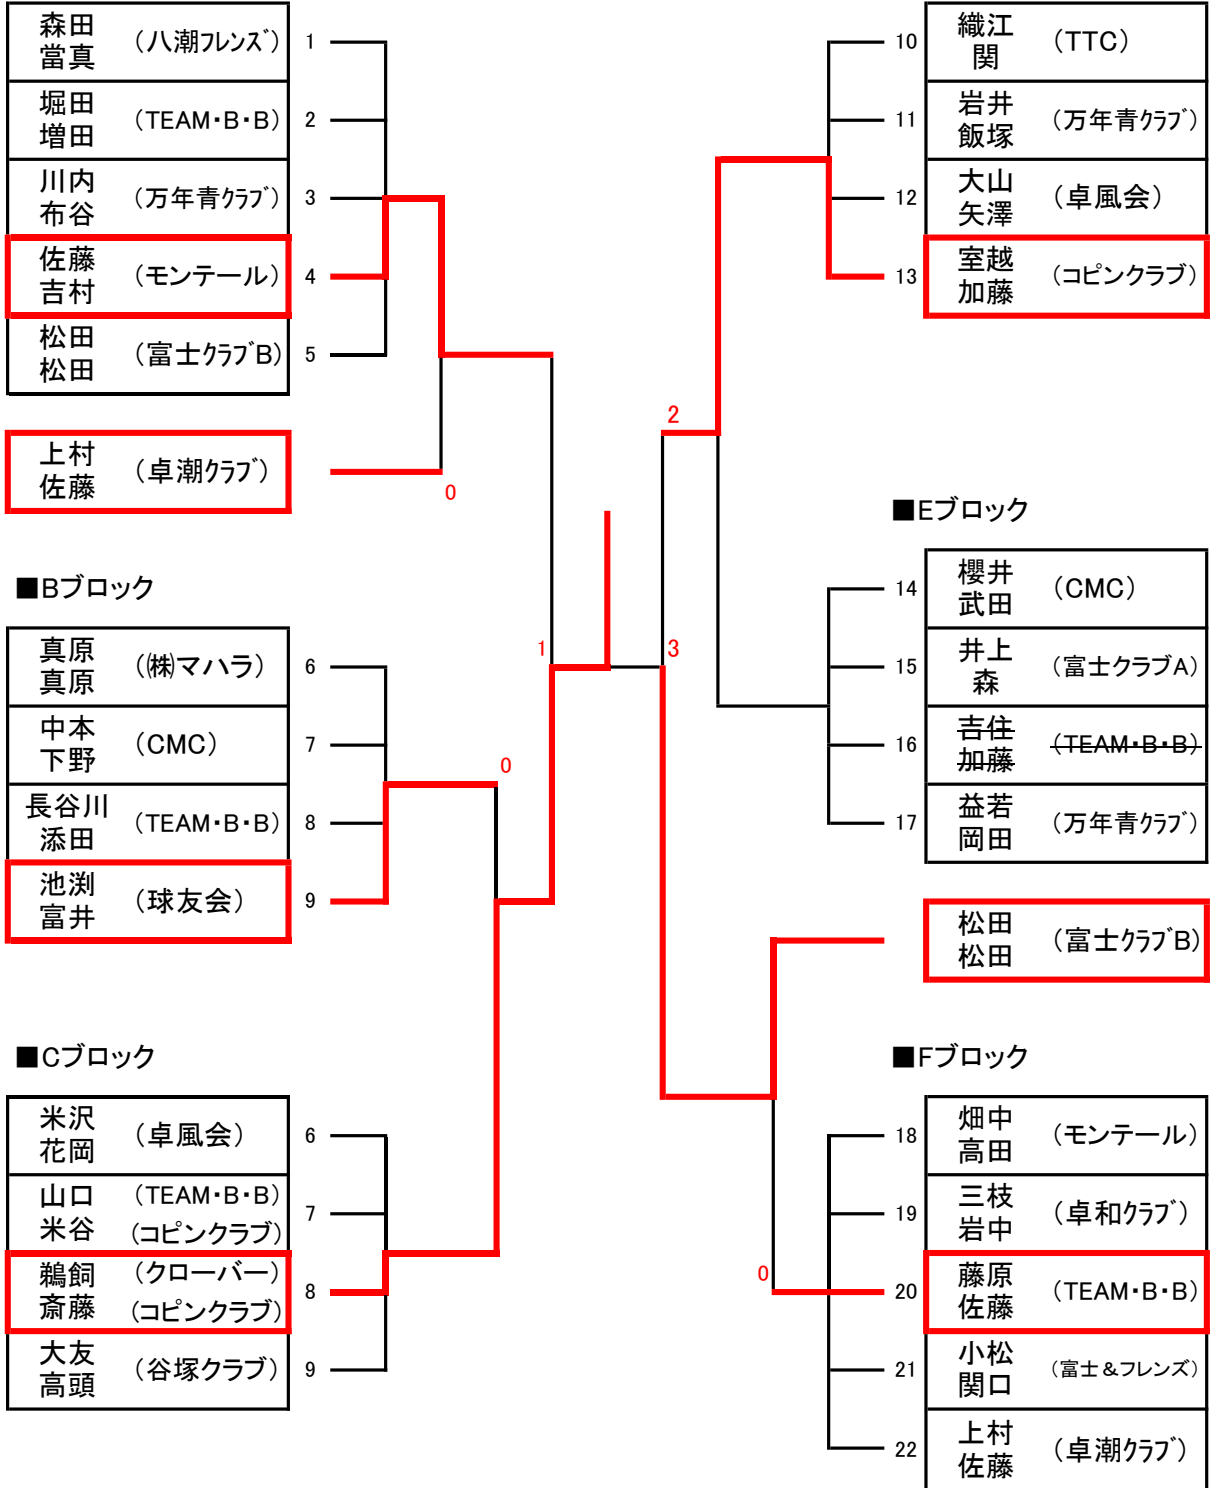 森田
當真
（八潮ﾌﾚﾝｽﾞ）
1
堀田
増田
（TEAM・B・B）
2
川内
布谷
（万年青ｸﾗﾌﾞ）
3
佐藤
吉村
（モンテール）
4
松田
松田
（富士ｸﾗﾌﾞB）
5
上村
佐藤
（卓潮ｸﾗﾌﾞ）
0
■Bブロック
真原
真原
（㈱マハラ）
6
中本
下野
（CMC）
7
長谷川
添田
（TEAM・B・B）
8
池渕
富井
（球友会）
9
0
1
■Cブロック
米沢
花岡
（卓風会）
6
山口
米谷
（TEAM・B・B）
（コピンクラブ）
7
鵜飼
斎藤
（クローバー）
（コピンクラブ）
8
大友
高頭
（谷塚クラブ）
9
10
織江
関
（TTC）
11
岩井
飯塚
（万年青ｸﾗﾌﾞ）
12
大山
矢澤
（卓風会）
13
室越
加藤
（コピンクラブ）
2
3
■Eブロック
14
櫻井
武田
（CMC）
15
井上
森
（富士クラブA）
16
吉住
加藤
（TEAM・B・B）
17
益若
岡田
（万年青ｸﾗﾌﾞ）
松田
松田
（富士ｸﾗﾌﾞB）
■Fブロック
18
畑中
高田
（モンテール）
19
三枝
岩中
（卓和ｸﾗﾌﾞ）
0
20
藤原
佐藤
（TEAM・B・B）
21
小松
関口
（富士＆フレンズ）
22
上村
佐藤
（卓潮ｸﾗﾌﾞ）